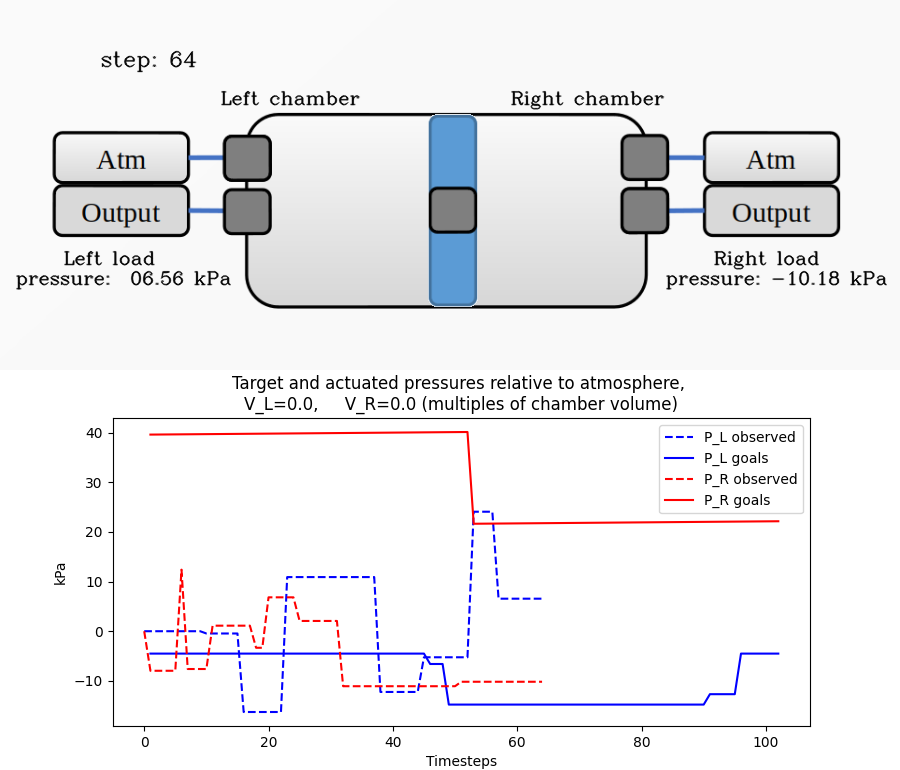 step: 64
Left chamber
Right chamber
Atm
Atm
Output
Output
Left load
pressure:  06.56 kPa
Right load
pressure: −10.18 kPa
Target and actuated pressures relative to atmosphere,
V_L=0.0,     V_R=0.0 (multiples of chamber volume)
P_L observed
P_L goals
P_R observed
P_R goals
40
30
20
10
0
−10
kPa
0
20
40
60
80
100
Timesteps